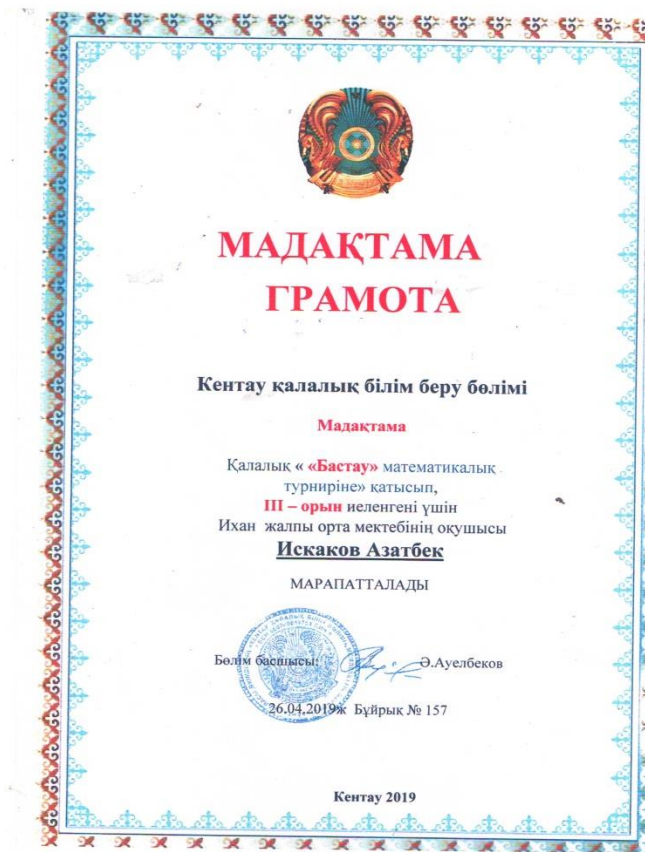 МАДАҚТАМА
ГРАМОТА
Кентау қалалық білім беру бөлімі
Мадақтама
Қалалық « «Бастау» математикалық
турниріне» қатысып,
III – орын иеленгені үшін
Ихан жалпы орта мектебінің оқушысы
Искаков Азатбек
МАРАПАТТАЛАДЫ
Бөлім басшысы: Ә.Ауелбеков
26.04.2019ж Бұйрық № 157
Кентау 2019